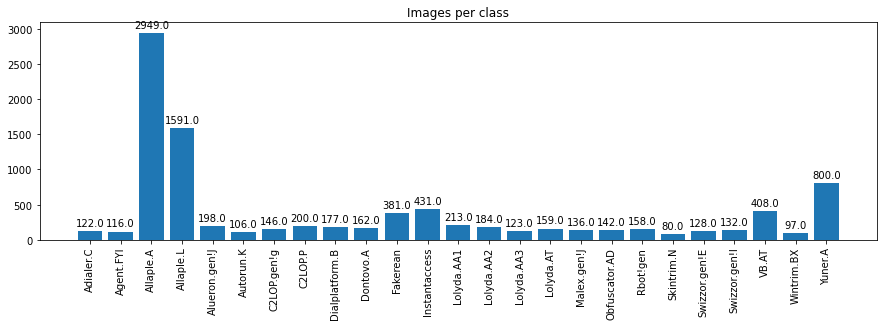 Images per class
3000
2500
2000
1500
1000
500
0
122.0
116.0
2949.0
1591.0
198.0
106.0
146.0
200.0
177.0
162.0
381.0
431.0
213.0
184.0
123.0
159.0
136.0
142.0
158.0
80.0
128.0
132.0
408.0
97.0
800.0
Adialer.C
Agent.FYI
Allaple.A
Allaple.L
Alueron.gen!J
Autorun.K
C2LOP.gen!g
C2LOP.P
Dialplatform.B
Dontovo.A
Fakerean
Instantaccess
Lolyda.AA1
Lolyda.AA2
Lolyda.AA3
Lolyda.AT
Malex.gen!J
Obfuscator.AD
Rbot!gen
Skintrim.N
Swizzor.gen!E
Swizzor.gen!I
VB.AT
Wintrim.BX
Yuner.A